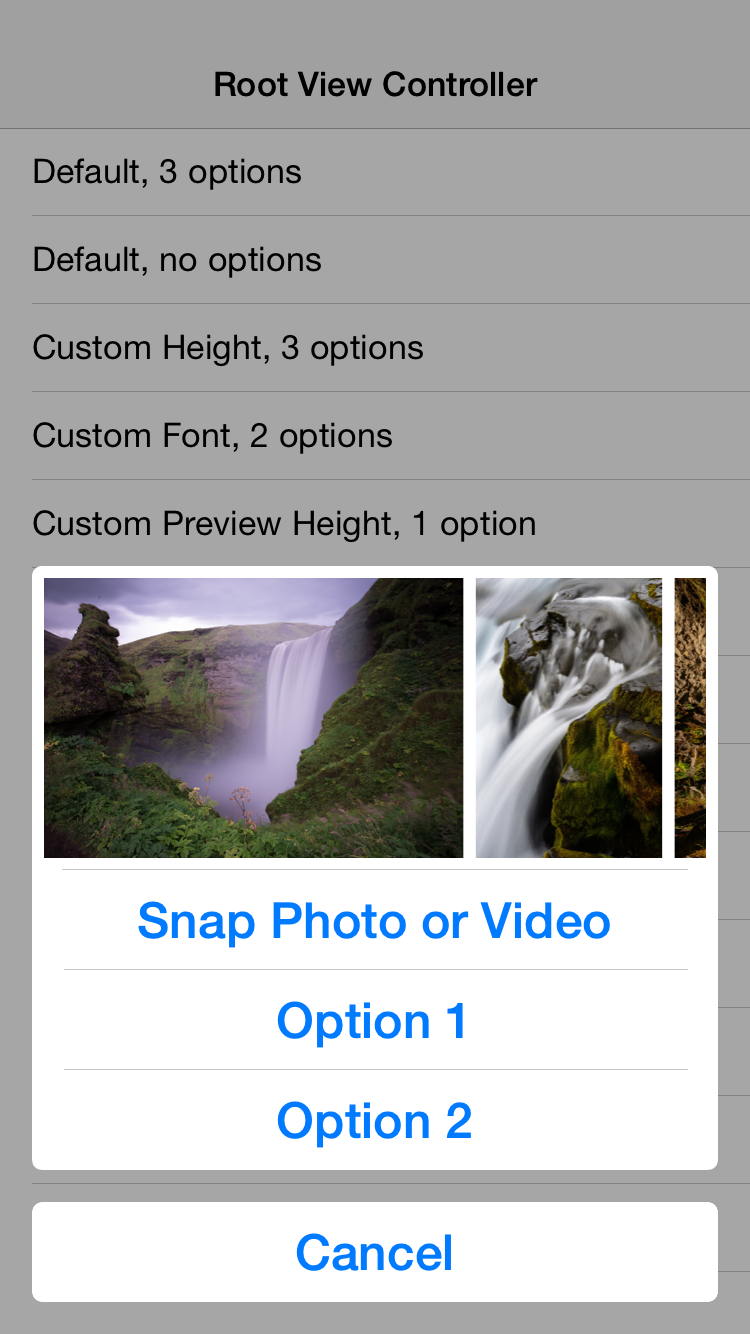 Root View Controller
Default, 3 options
Default, no options
Custom Height, 3 options
Custom Font, 2 options
Custom Preview Height, 1 option
Snap Photo or Video
Option 1
Option 2
Cancel